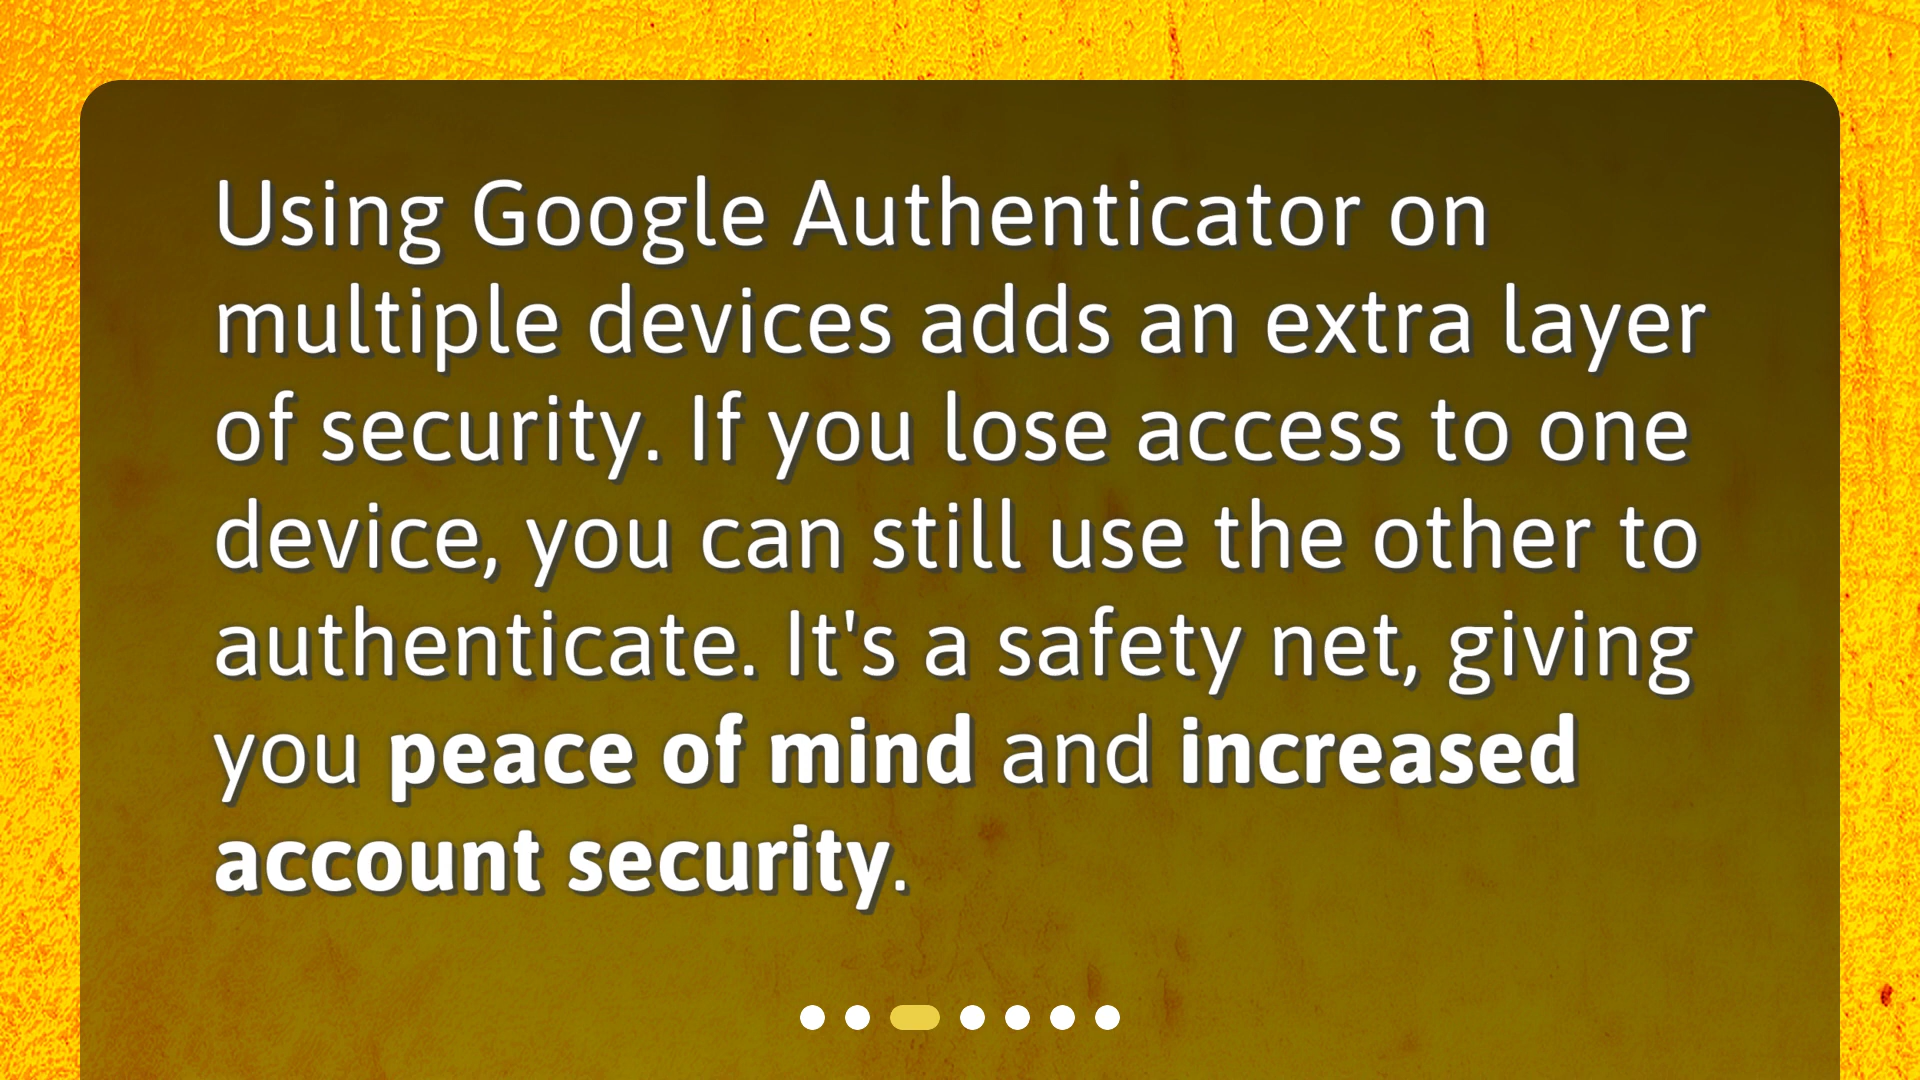 Using Google Authenticator on
multiple devices adds an extra layer
of security. If you lose access to one
device, you can still use the other to
authenticate. It's a safety net, giving
you peace of mind and increased
account security.